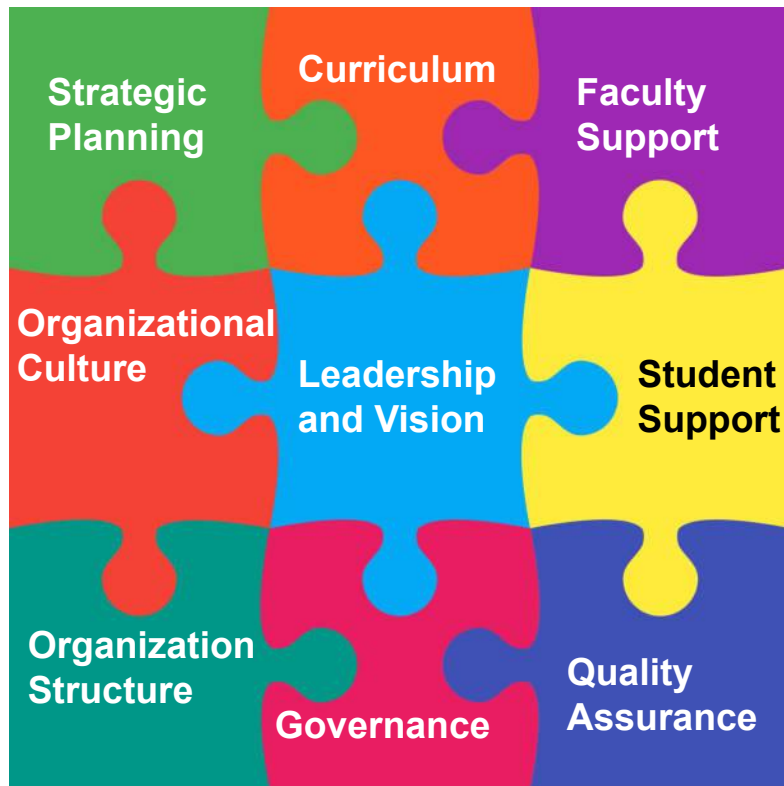 Strategic
Planning
Curriculum
Faculty
Support
Organizational
Culture
Leadership
and Vision
Student
Support
Organization
Structure
Governance
Quality
Assurance